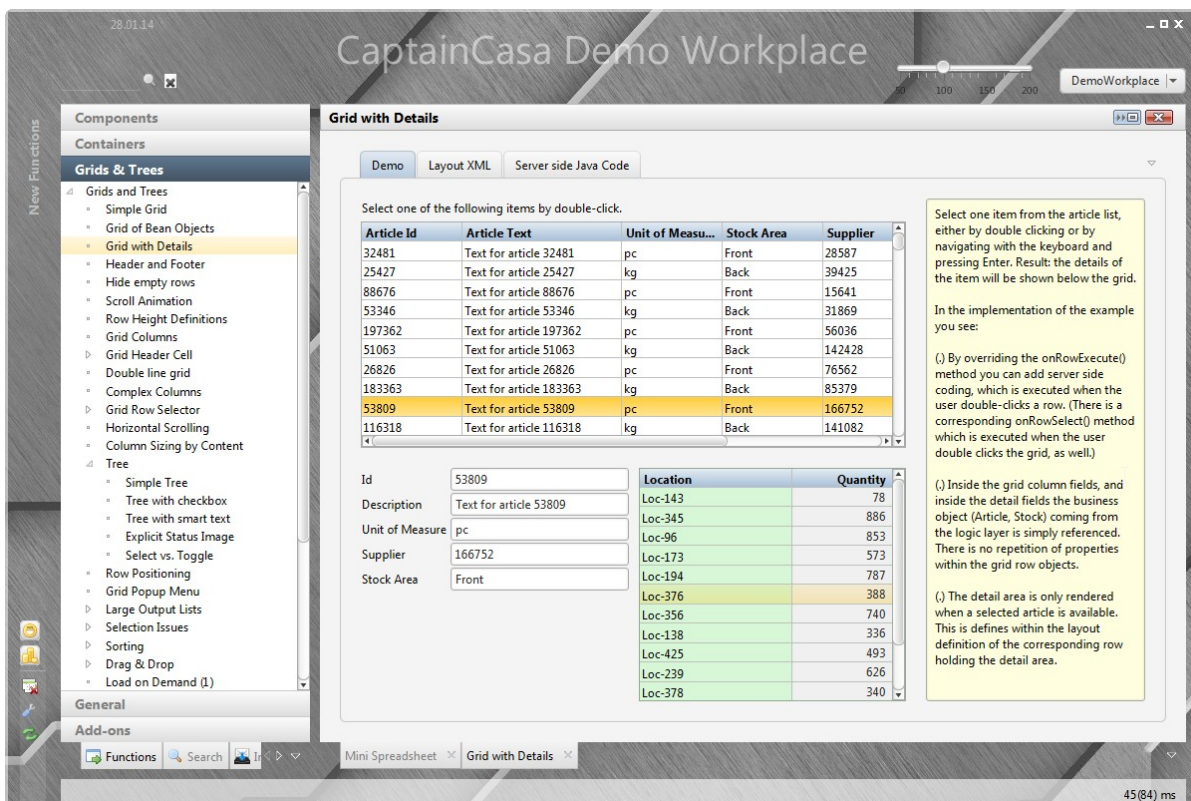 28.01.14
CaptainCasa Demo Workplace
50 100 150 200
DemoWorkplace
New Functions
Components
Containers
Grids & Trees
Grids and Trees
Simple Grid
Grid of Bean Objects
Grid with Details
Header and Footer
Hide empty rows
Scroll Animation
Row Height Definitions
Grid Columns
Grid Header Cell
Double line grid
Complex Columns
Grid Row Selector
Horizontal Scrolling
Column Sizing by Content
Tree
Simple Tree
Tree with checkbox
Tree with smart text
Explicit Status Image
Select vs. Toggle
Row Positioning
Grid Popup Menu
Large Output Lists
Selection Issues
Sorting
Drag & Drop
Load on Demand (1)
General
Add-ons
Functions Search
Grid with Details
Demo Layout XML Server side Java Code
Select one of the following items by double-click.
Article Id Article Text Unit of Measu... Stock Area Supplier
32481 Text for article 32481 pc Front 28587
25427 Text for article 25427 kg Back 39425
88676 Text for article 88676 pc Front 15641
53346 Text for article 53346 kg Back 31869
197362 Text for article 197362 pc Front 56036
51063 Text for article 51063 kg Back 142428
26826 Text for article 26826 pc Front 76562
183363 Text for article 183363 kg Back 85379
53809 Text for article 53809 pc Front 166752
116318 Text for article 116318 kg Back 141082
Id 53809
Description Text for article 53809
Unit of Measure pc
Supplier 166752
Stock Area Front
Location Quantity
Loc-143 78
Loc-345 886
Loc-96 853
Loc-173 573
Loc-194 787
Loc-376 388
Loc-356 740
Loc-138 336
Loc-425 493
Loc-239 626
Loc-378 340
Select one item from the article list,
either by double clicking or by
navigating with the keyboard and
pressing Enter. Result: the details of
the item will be shown below the grid.
In the implementation of the example
you see:
(.) By overriding the onRowExecute()
method you can add server side
coding, which is executed when the
user double-clicks a row. (There is a
corresponding onRowSelect() method
which is executed when the user
double clicks the grid, as well.)
(.) Inside the grid column fields, and
inside the detail fields the business
object (Article, Stock) coming from
the logic layer is simply referenced.
There is no repetition of properties
within the grid row objects.
(.) The detail area is only rendered
when a selected article is available.
This is defines within the layout
definition of the corresponding row
holding the detail area.
Mini Spreadsheet Grid with Details
45(84) ms